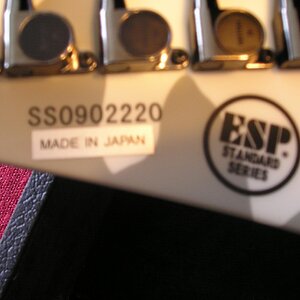 SS0902220
MADE IN JAPAN
ESP
STANDARD
SERIES